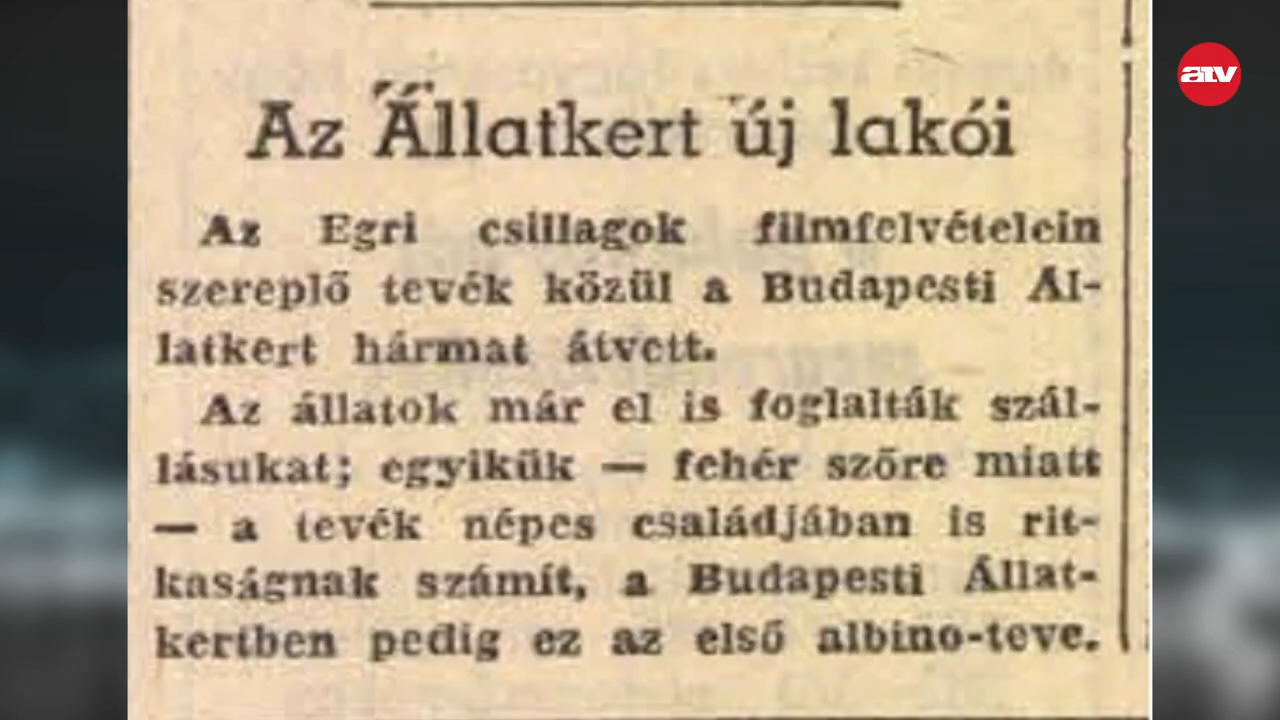 atv
Az Állatkert új lakói
Az Egri csillagok filmfelvételein
szereplő tevék közül a Budapesti Ál-
latkert hármat átvett.
Az állatok már el is foglalták szál-
lásukat; egyikük — fehér szőre miatt
— a tevék népes családjában is rit-
kaságnak számít, a Budapesti Állat-
kertben pedig ez az első albino-teve.